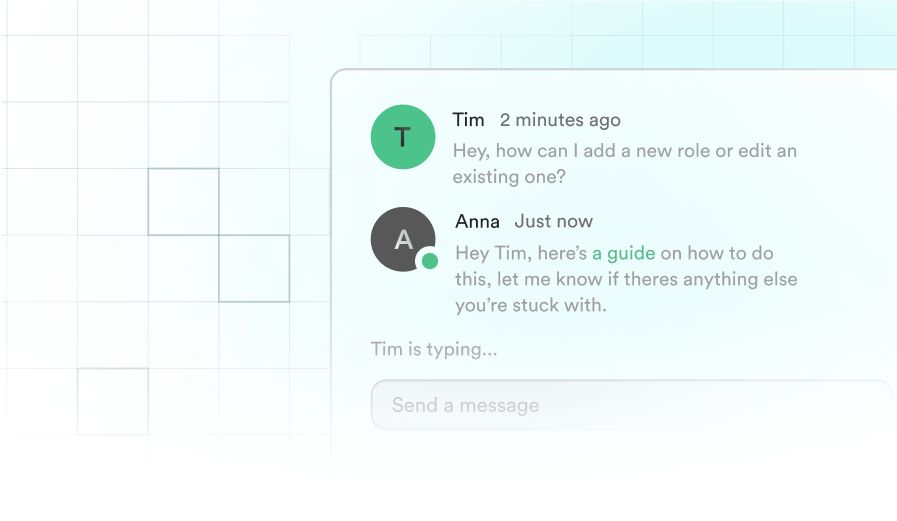 T
Tim 2 minutes ago
Hey, how can I add a new role or edit an
existing one?
A
Anna Just now
Hey Tim, here’s a guide on how to do
this, let me know if theres anything else
you’re stuck with.
Tim is typing...
Send a message